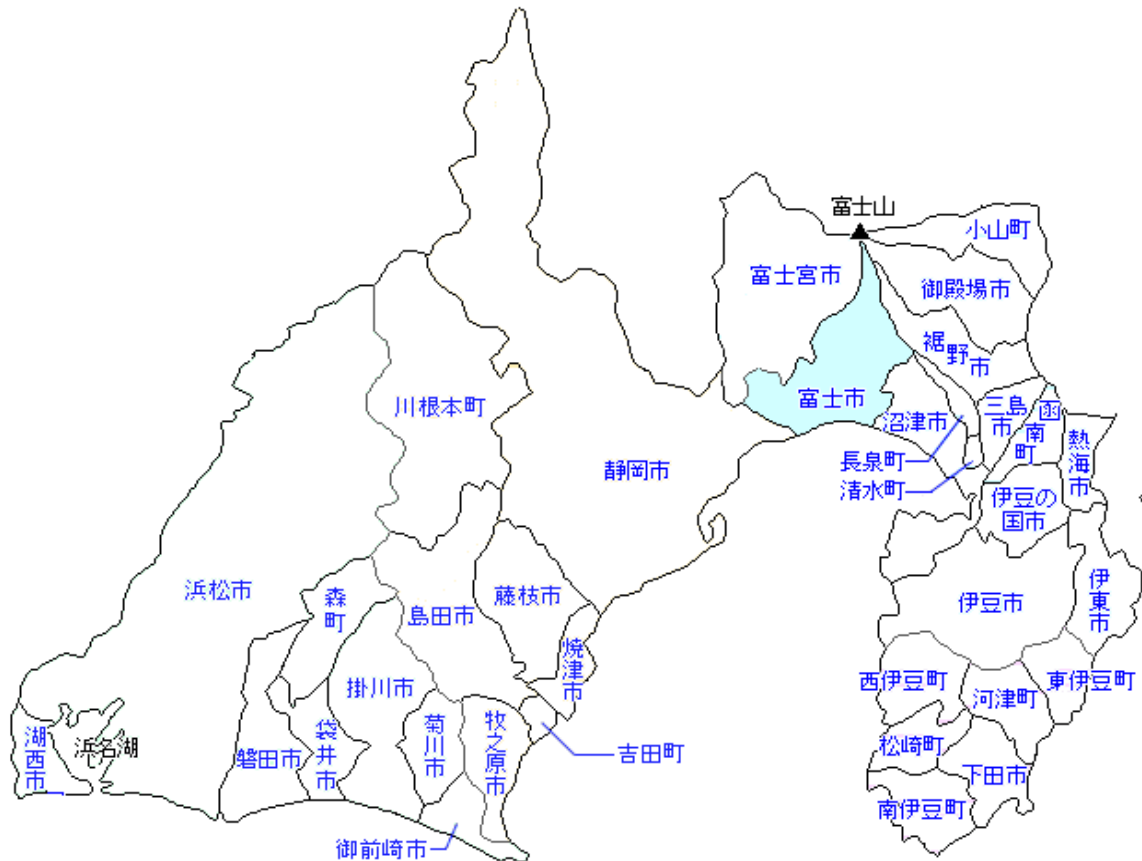 富士山
小山町
富士宮市
御殿場市
裾野市
川根本町
富士市
沼津市
三島市
函南町
熱海市
長泉町
清水町
静岡市
伊豆の
国市
浜松市
森町
島田市
藤枝市
焼津市
伊豆市
伊東市
掛川市
西伊豆町
河津町
東伊豆町
湖西市
浜名湖
磐田市
袋井市
菊川市
牧之原市
吉田町
松崎町
下田市
南伊豆町
御前崎市